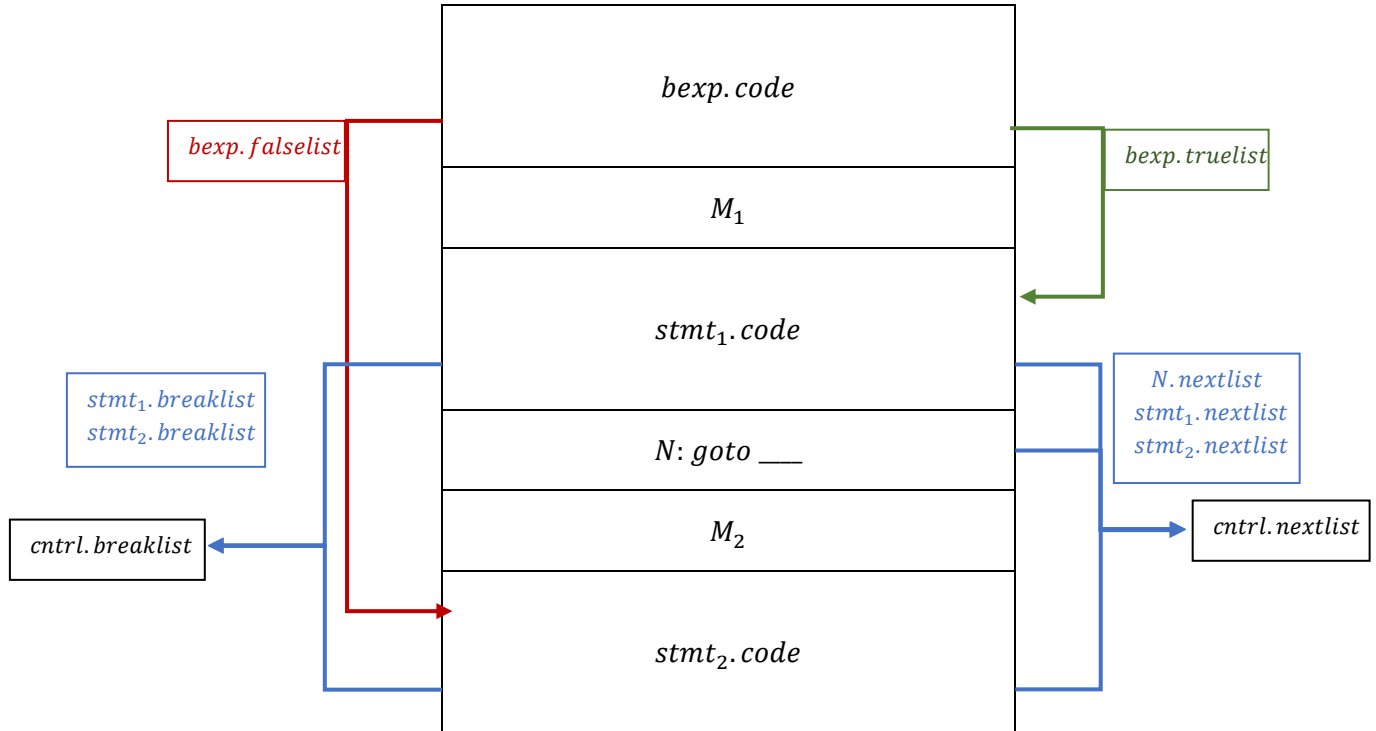 bexp.code
bexp.falselist
bexp.truelist
M₁
stmt₁.code
stmt₁.breaklist
stmt₂.breaklist
N.nextlist
stmt₁.nextlist
stmt₂.nextlist
N: goto ___
M₂
cntrl.breaklist
cntrl.nextlist
stmt₂.code